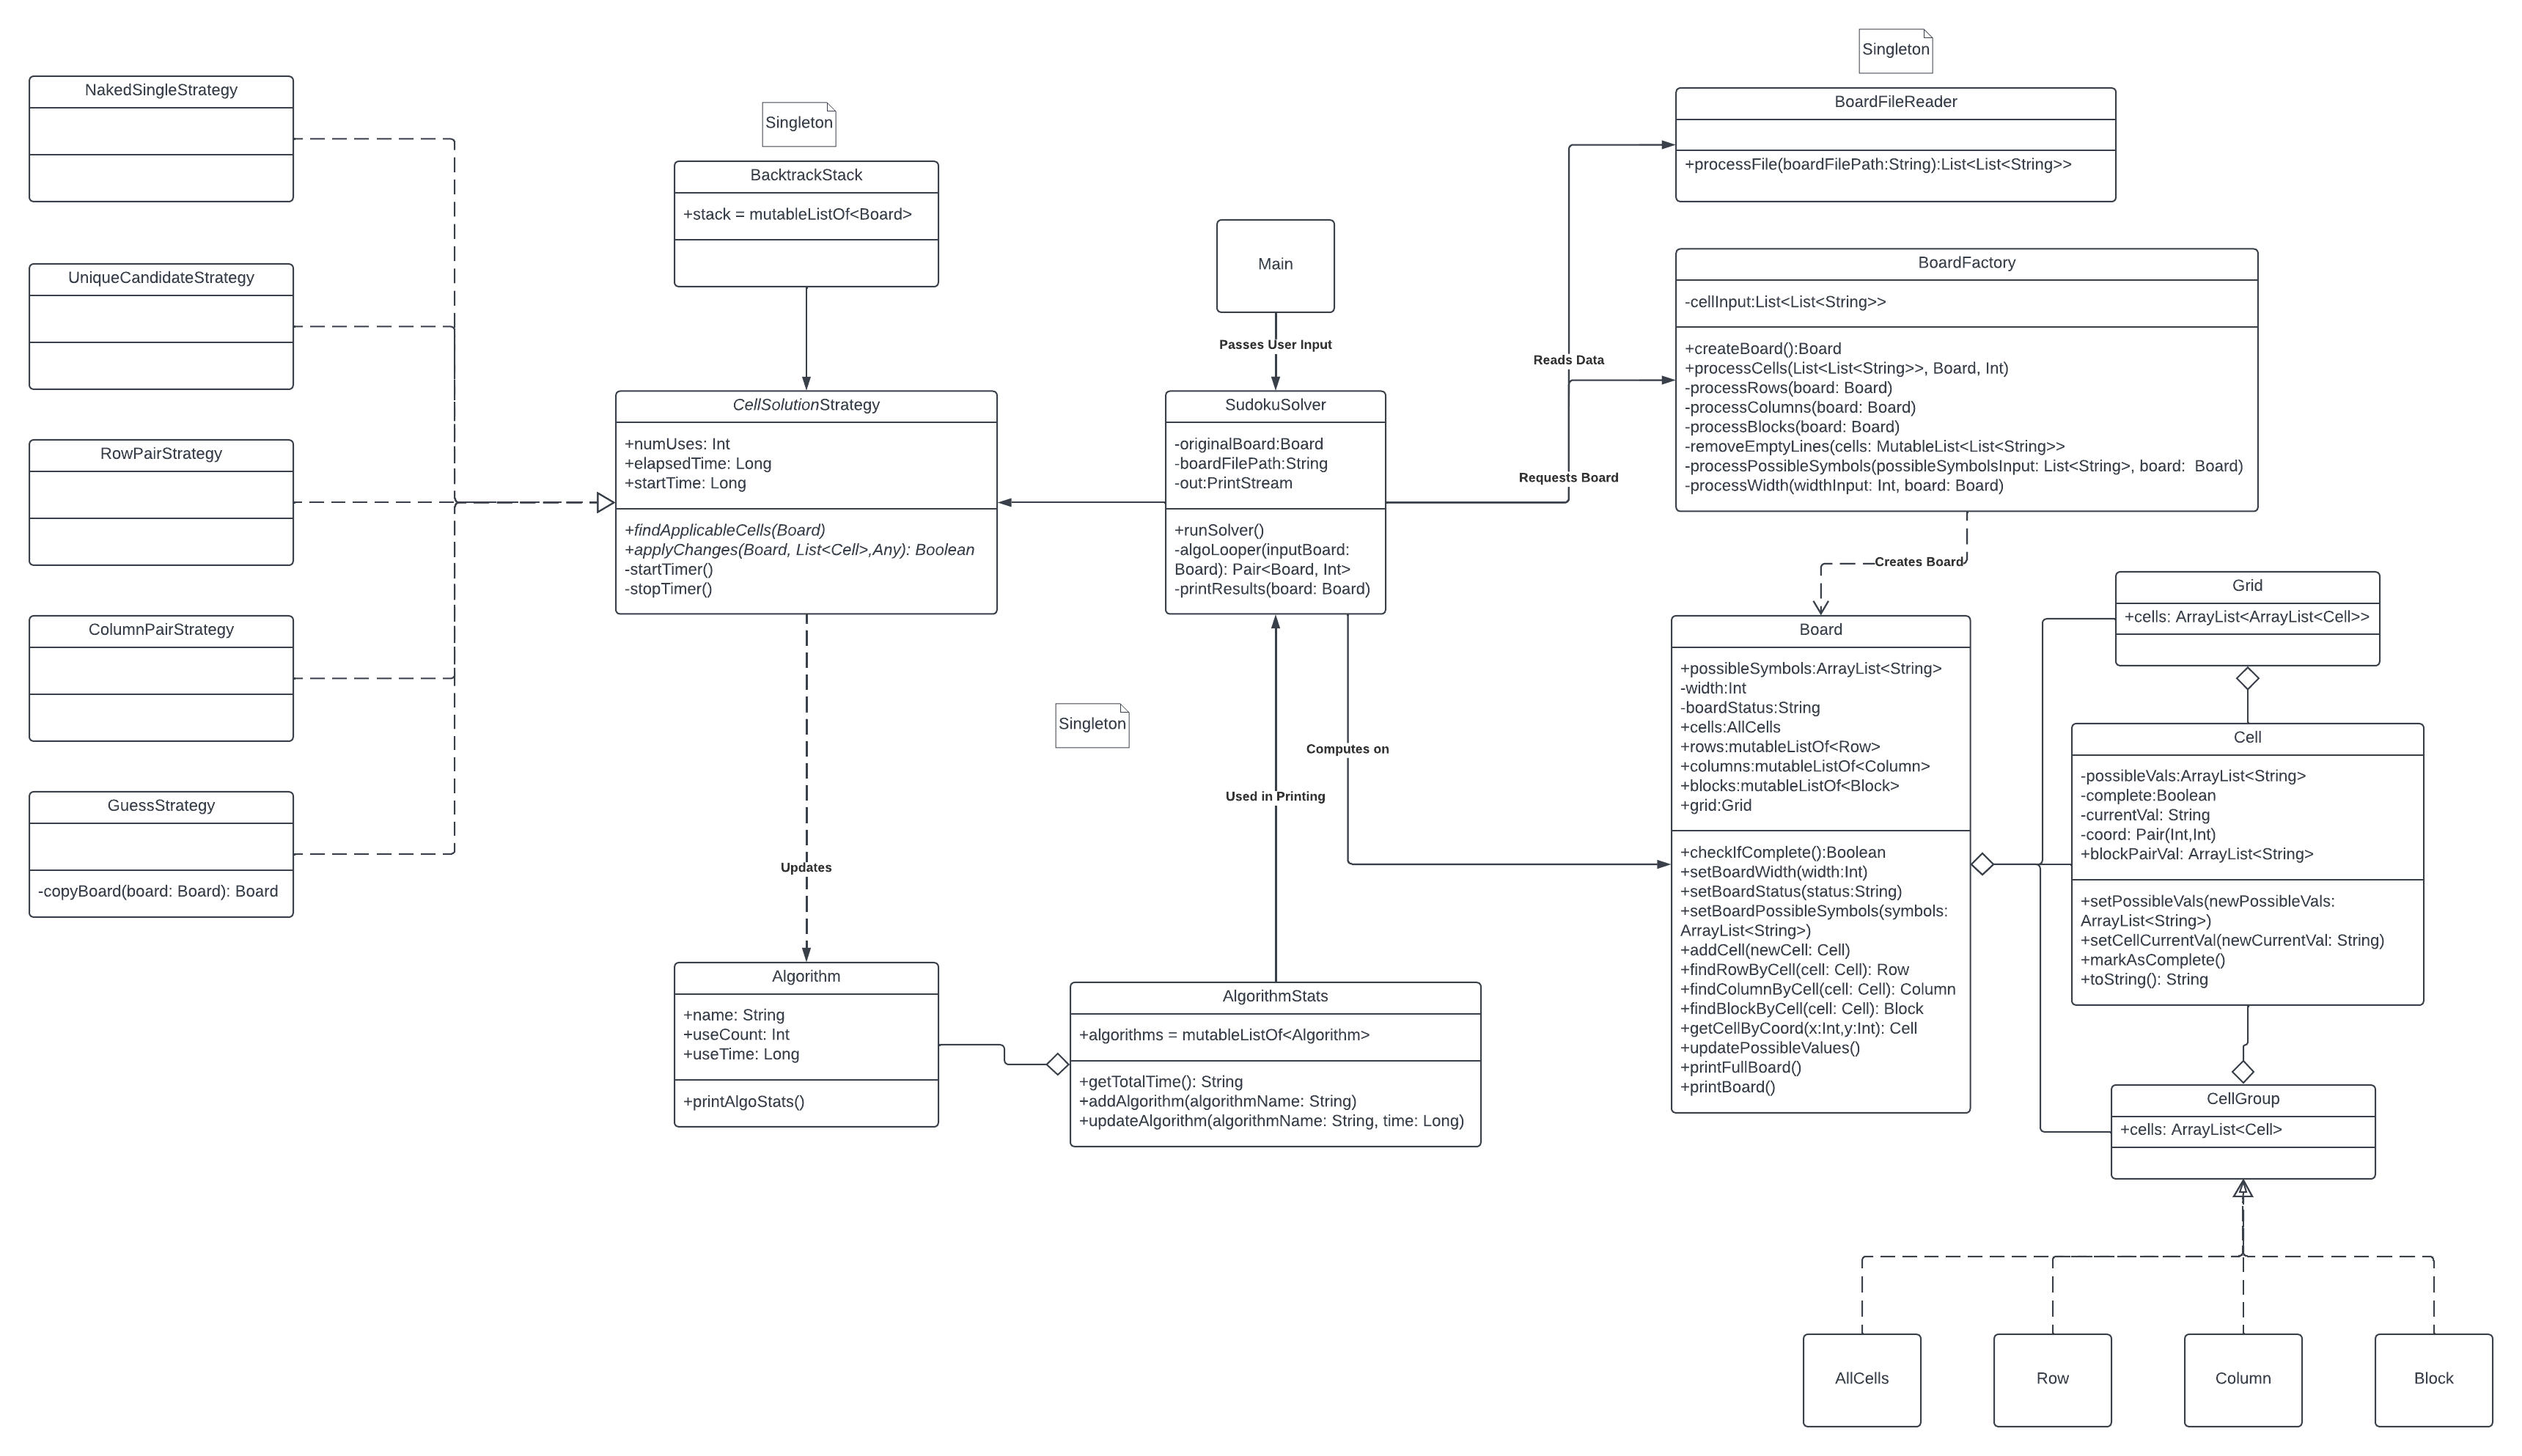 NakedSingleStrategy
UniqueCandidateStrategy
RowPairStrategy
ColumnPairStrategy
GuessStrategy
-copyBoard(board: Board): Board
Singleton
BacktrackStack
+stack = mutableListOf<Board>
CellSolutionStrategy
+numUses: Int
+elapsedTime: Long
+startTime: Long
+findApplicableCells(Board)
+applyChanges(Board, List<Cell>,Any): Boolean
-startTimer()
-stopTimer()
Updates
Algorithm
+name: String
+useCount: Int
+useTime: Long
+printAlgoStats()
Main
Passes User Input
SudokuSolver
-originalBoard:Board
-boardFilePath:String
-out:PrintStream
+runSolver()
-algoLooper(inputBoard:
Board): Pair<Board, Int>
-printResults(board: Board)
Singleton
Computes on
Used in Printing
AlgorithmStats
+algorithms = mutableListOf<Algorithm>
+getTotalTime(): String
+addAlgorithm(algorithmName: String)
+updateAlgorithm(algorithmName: String, time: Long)
Reads Data
Requests Board
Singleton
BoardFileReader
+processFile(boardFilePath:String):List<List<String>>
BoardFactory
-cellInput:List<List<String>>
+createBoard():Board
+processCells(List<List<String>>, Board, Int)
-processRows(board: Board)
-processColumns(board: Board)
-processBlocks(board: Board)
-removeEmptyLines(cells: MutableList<List<String>>
-processPossibleSymbols(possibleSymbolsInput: List<String>, board:  Board)
-processWidth(widthInput: Int, board: Board)
Creates Board
Board
+possibleSymbols:ArrayList<String>
-width:Int
-boardStatus:String
+cells:AllCells
+rows:mutableListOf<Row>
+columns:mutableListOf<Column>
+blocks:mutableListOf<Block>
+grid:Grid
+checkIfComplete():Boolean
+setBoardWidth(width:Int)
+setBoardStatus(status:String)
+setBoardPossibleSymbols(symbols:
ArrayList<String>)
+addCell(newCell: Cell)
+findRowByCell(cell: Cell): Row
+findColumnByCell(cell: Cell): Column
+findBlockByCell(cell: Cell): Block
+getCellByCoord(x:Int,y:Int): Cell
+updatePossibleValues()
+printFullBoard()
+printBoard()
Grid
+cells: ArrayList<ArrayList<Cell>>
Cell
-possibleVals:ArrayList<String>
-complete:Boolean
-currentVal: String
-coord: Pair(Int,Int)
+blockPairVal: ArrayList<String>
+setPossibleVals(newPossibleVals:
ArrayList<String>)
+setCellCurrentVal(newCurrentVal: String)
+markAsComplete()
+toString(): String
CellGroup
+cells: ArrayList<Cell>
AllCells
Row
Column
Block